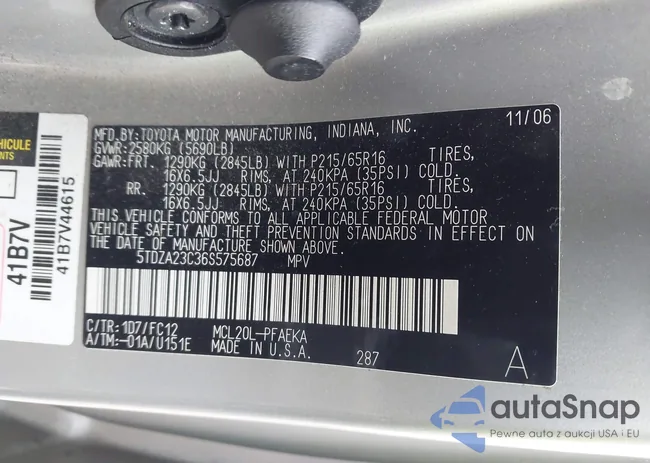 MFD.BY:TOYOTA MOTOR MANUFACTURING, INDIANA, INC. 11/06
GVWR:2580KG (5690LB)
GAWR:FRT. 1290KG (2845LB) WITH P215/65R16 TIRES,
16X6.5JJ RIMS, AT 240KPA (35PSI) COLD.
RR. 1290KG (2845LB) WITH P215/65R16 TIRES,
16X6.5JJ RIMS, AT 240KPA (35PSI) COLD.
THIS VEHICLE CONFORMS TO ALL APPLICABLE FEDERAL MOTOR
VEHICLE SAFETY AND THEFT PREVENTION STANDARDS IN EFFECT ON
THE DATE OF MANUFACTURE SHOWN ABOVE.
5TDZA23C36S575687 MPV
C/TR:1D7/FC12 MCL20L-PFAEKA
A/TM:-01A/U151E MADE IN U.S.A. 287 A
VEHICULE
ENTS
41B7V
41B7V44615
autaSnap
Pewne auta z aukcji USA i EU